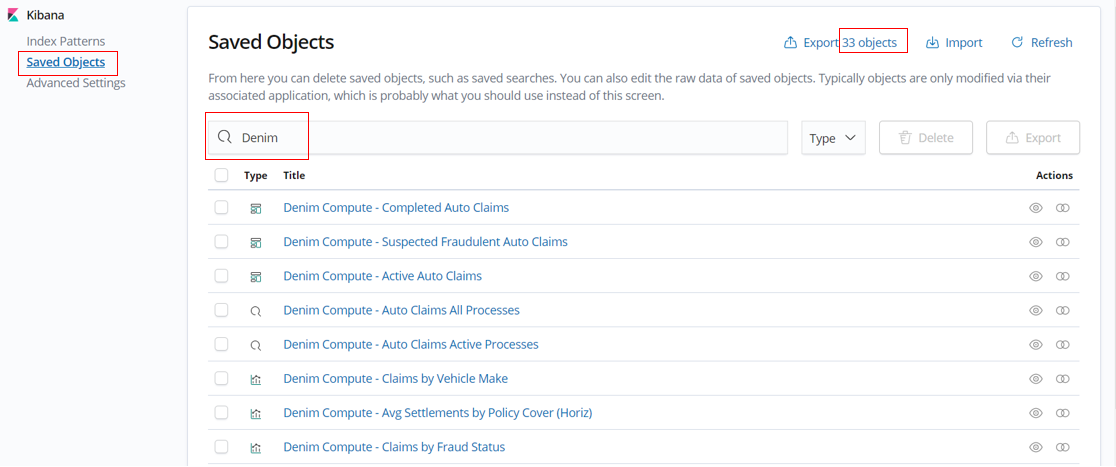 Kibana
Index Patterns
Saved Objects
Advanced Settings
Saved Objects
Export 33 objects
Import
Refresh
From here you can delete saved objects, such as saved searches. You can also edit the raw data of saved objects. Typically objects are only modified via their
associated application, which is probably what you should use instead of this screen.
Denim
Type
Delete
Export
Type Title Actions
Denim Compute - Completed Auto Claims
Denim Compute - Suspected Fraudulent Auto Claims
Denim Compute - Active Auto Claims
Denim Compute - Auto Claims All Processes
Denim Compute - Auto Claims Active Processes
Denim Compute - Claims by Vehicle Make
Denim Compute - Avg Settlements by Policy Cover (Horiz)
Denim Compute - Claims by Fraud Status